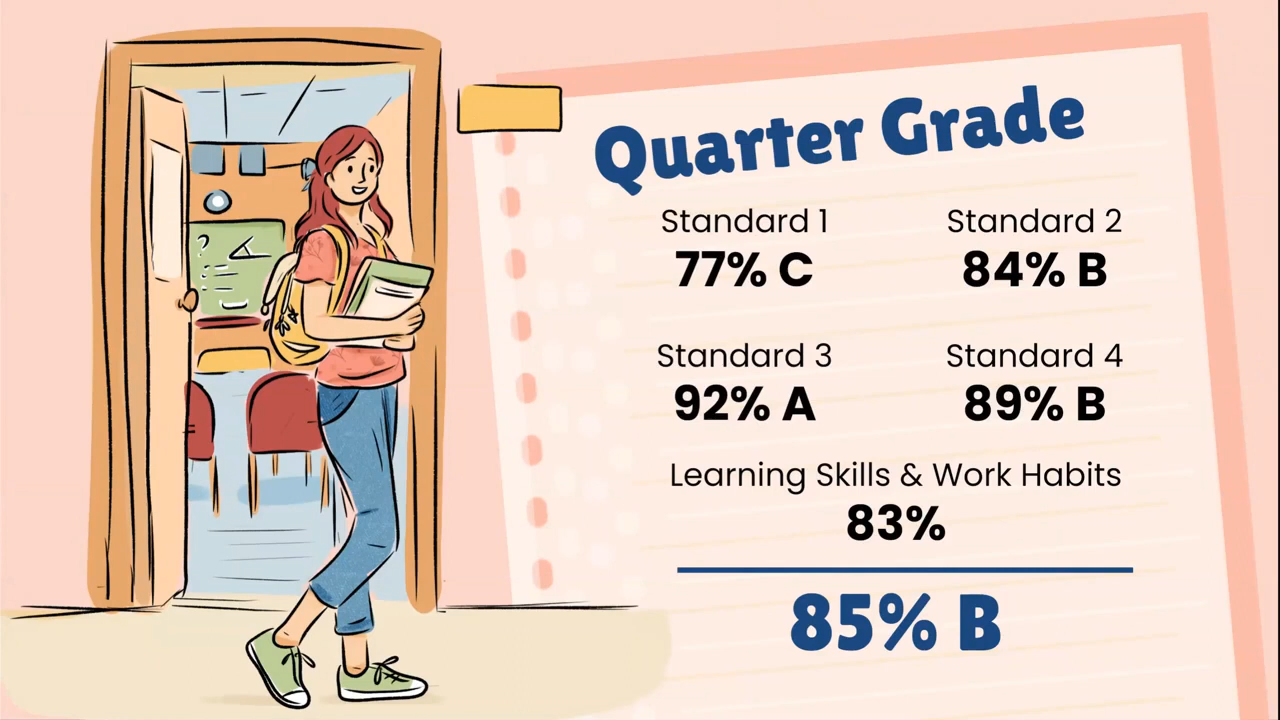 Quarter Grade
Standard 1
77% C
Standard 2
84% B
Standard 3
92% A
Standard 4
89% B
Learning Skills & Work Habits
83%
85% B